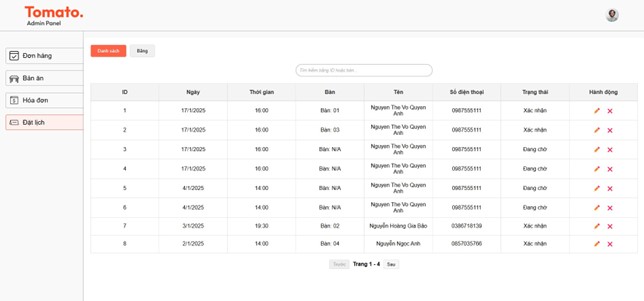 Tomato.
Admin Panel
Đơn hàng
Bàn ăn
Hóa đơn
Đặt lịch
Danh sách Bảng
Tìm kiếm bằng ID hoặc bàn...
ID Ngày Thời gian Bàn Tên Số điện thoại Trạng thái Hành động
1 17/1/2025 16:00 Bàn: 01 Nguyen The Vo Quyen Anh 0987555111 Xác nhận
2 17/1/2025 16:00 Bàn: 03 Nguyen The Vo Quyen Anh 0987555111 Xác nhận
3 17/1/2025 16:00 Bàn: N/A Nguyen The Vo Quyen Anh 0987555111 Đang chờ
4 17/1/2025 16:00 Bàn: N/A Nguyen The Vo Quyen Anh 0987555111 Đang chờ
5 4/1/2025 14:00 Bàn: N/A Nguyen The Vo Quyen Anh 0987555111 Đang chờ
6 4/1/2025 14:00 Bàn: N/A Nguyen The Vo Quyen Anh 0987555111 Đang chờ
7 3/1/2025 19:30 Bàn: 02 Nguyễn Hoàng Gia Bảo 0386718139 Xác nhận
8 2/1/2025 14:00 Bàn: 04 Nguyễn Ngọc Anh 0857035766 Xác nhận
Trước Trang 1 - 4 Sau